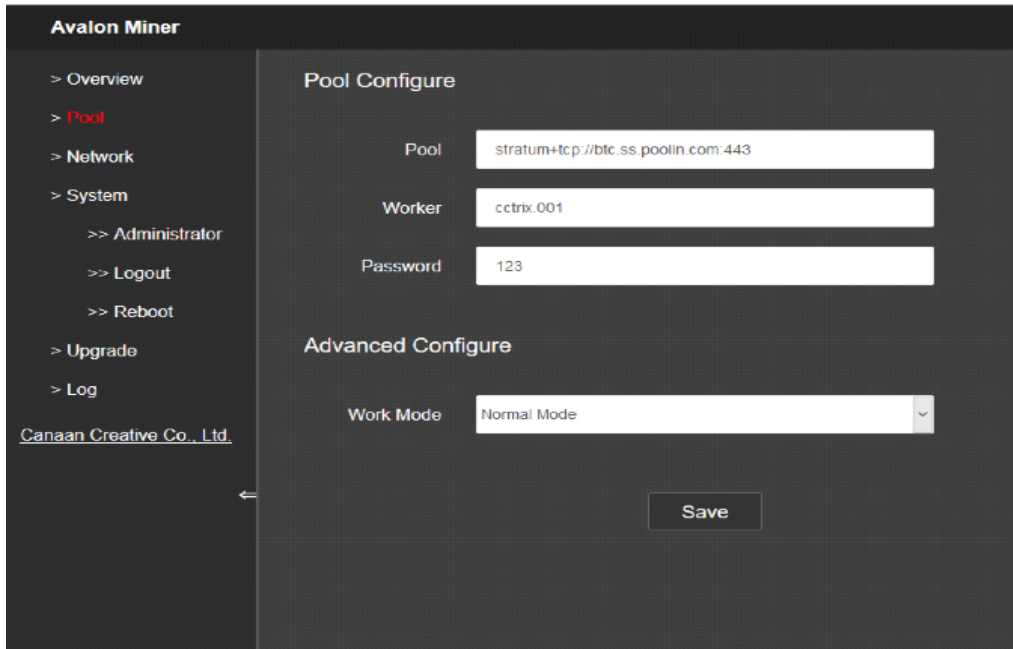 Avalon Miner
> Overview
> Pool
> Network
> System
>> Administrator
>> Logout
>> Reboot
> Upgrade
> Log
Canaan Creative Co., Ltd.
⇐
Pool Configure
Pool stratum+tcp://btc.ss.poolin.com:443
Worker cctrix.001
Password 123
Advanced Configure
Work Mode Normal Mode
Save